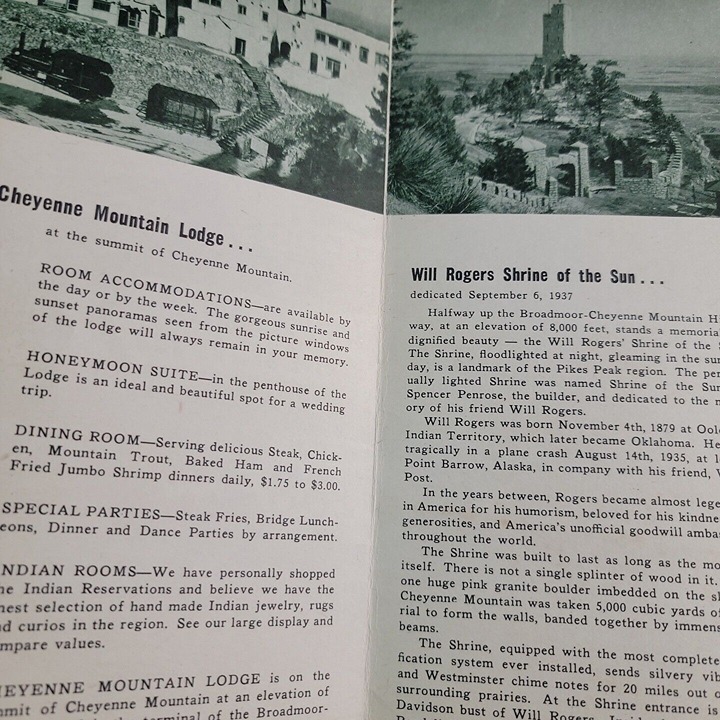 Cheyenne Mountain Lodge...
at the summit of Cheyenne Mountain.
ROOM ACCOMMODATIONS—are available by
the day or by the week. The gorgeous sunrise and
sunset panoramas seen from the picture windows
of the lodge will always remain in your memory.
HONEYMOON SUITE—in the penthouse of the
Lodge is an ideal and beautiful spot for a wedding
trip.
DINING ROOM—Serving delicious Steak, Chick-
en, Mountain Trout, Baked Ham and French
Fried Jumbo Shrimp dinners daily, $1.75 to $3.00.
SPECIAL PARTIES—Steak Fries, Bridge Lunch-
eons, Dinner and Dance Parties by arrangement.
INDIAN ROOMS—We have personally shopped
Indian Reservations and believe we have the
selection of hand made Indian jewelry, rugs
curios in the region. See our large display and
values.
MOUNTAIN LODGE is on the
of Cheyenne Mountain at an elevation of
terminal of the Broadmoor-
Will Rogers Shrine of the Sun...
dedicated September 6, 1937
Halfway up the Broadmoor-Cheyenne Mountain
way, at an elevation of 8,000 feet, stands a
dignified beauty — the Will Rogers' Shrine of the
The Shrine, floodlighted at night, gleaming in the
day, is a landmark of the Pikes Peak region. The
ually lighted Shrine was named Shrine of the
Spencer Penrose, the builder, and dedicated to the
ory of his friend Will Rogers.
Will Rogers was born November 4th, 1879 at
Indian Territory, which later became Oklahoma.
tragically in a plane crash August 14th, 1935, at
Point Barrow, Alaska, in company with his friend,
Post.
In the years between, Rogers became almost
in America for his humorism, beloved for his
generosities, and America's unofficial goodwill
throughout the world.
The Shrine was built to last as long as the
itself. There is not a single splinter of wood in it.
one huge pink granite boulder imbedded on the
Cheyenne Mountain was taken 5,000 cubic yards
rial to form the walls, banded together by
beams.
The Shrine, equipped with the most complete
fication system ever installed, sends silvery
and Westminster chime notes for 20 miles out
surrounding prairies. At the Shrine entrance is
Davidson bust of Will Rogers.